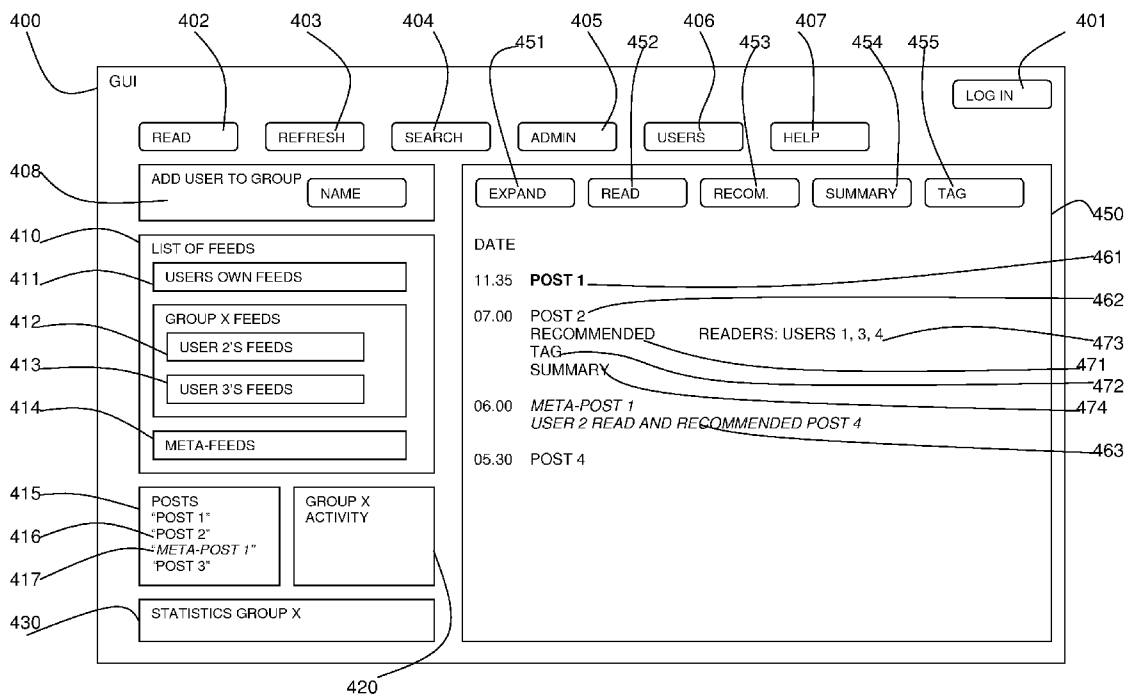 400 402 403 404 405 406 407 401
451 452 453 454 455
GUI
LOG IN
READ REFRESH SEARCH ADMIN USERS HELP
408
ADD USER TO GROUP NAME
410
LIST OF FEEDS
411
USERS OWN FEEDS
GROUP X FEEDS
412
USER 2'S FEEDS
413
USER 3'S FEEDS
414
META-FEEDS
415
POSTS
"POST 1"
416
"POST 2"
"META-POST 1"
417
"POST 3"
GROUP X
ACTIVITY
430
STATISTICS GROUP X
420
EXPAND READ RECOM. SUMMARY TAG
450
DATE
11.35 POST 1
461
07.00 POST 2
462
RECOMMENDED READERS: USERS 1, 3, 4
473
TAG
471
SUMMARY
472
06.00 META-POST 1
474
USER 2 READ AND RECOMMENDED POST 4
463
05.30 POST 4